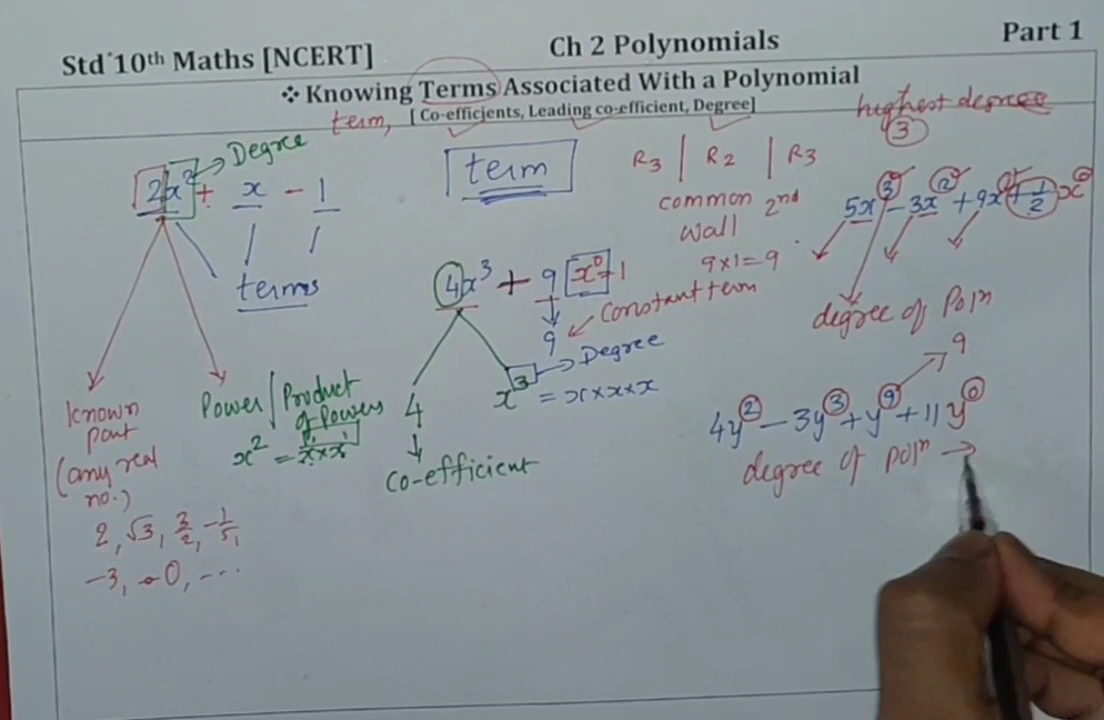 Std 10th Maths [NCERT]
Ch 2 Polynomials
Part 1
❖ Knowing Terms Associated With a Polynomial
[ Co-efficients, Leading co-efficient, Degree]
term,
highest degree
3
Degree
2x² + x − 1
terms
term
R3 | R2 | R3
common 2nd
wall
9×1=9
5x³ − 3x² + 9x + 1/2 x⁰
degree of Polⁿ
4x³ + 9 x⁰=1
9
Constant term
4
x³ = x×x×x
Degree
co-efficient
known
part
(any real
no.)
2, √3, 3/2, −1/5,
−3, 0, ...
Power / Product
of Powers
x² = x¹×x¹
9
4y² − 3y³ + y⁹ + 11y⁰
degree of Polⁿ →